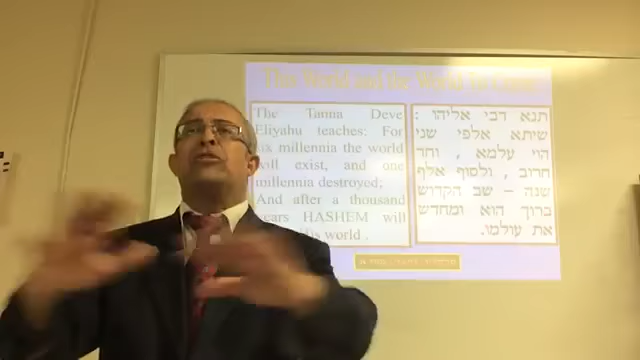 This World and the World To Come
The Tanna Deve
Eliyahu teaches: For
six millennia the world
will exist, and one
millennia destroyed;
And after a thousand
years HASHEM will
His world .
תנא דבי אליהו :
שיתא אלפי שני
הוי עלמא , וחד
חרוב , ולסוף אלף
שנה – שב הקדוש
ברוך הוא ומחדש
את עולמו.